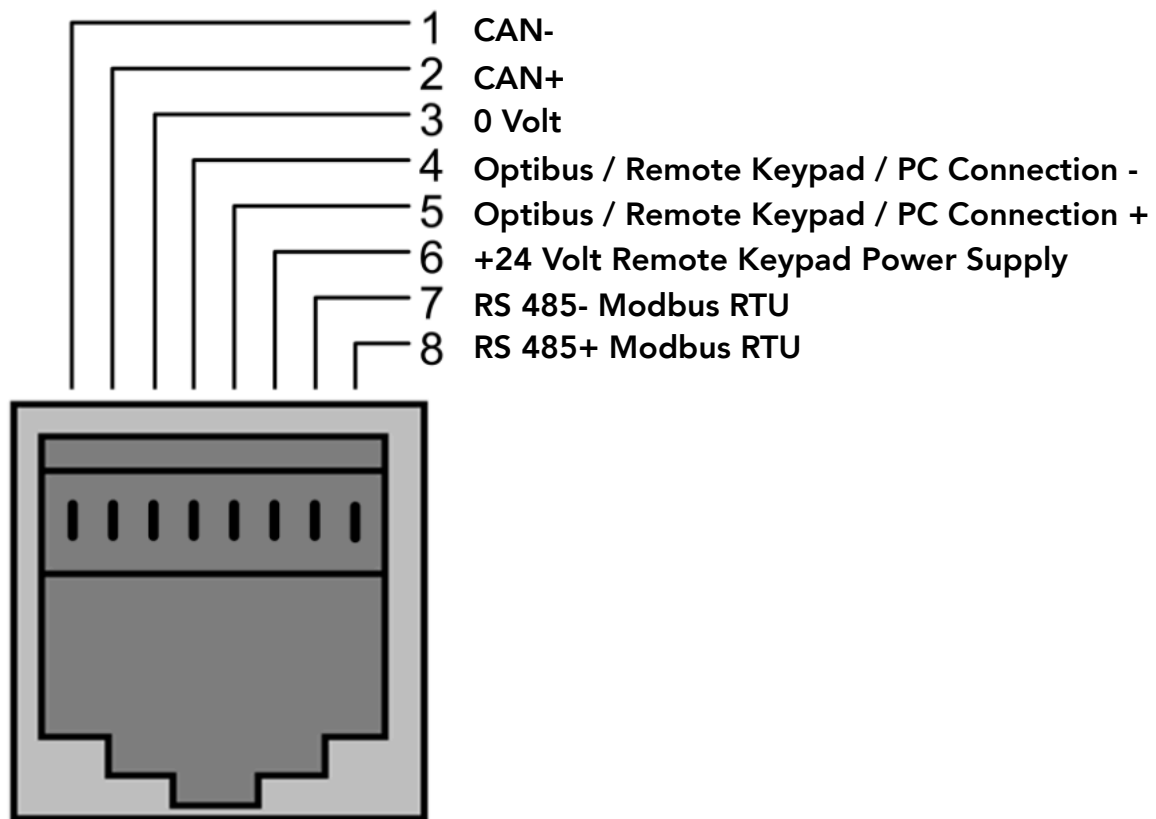 1 CAN-
2 CAN+
3 0 Volt
4 Optibus / Remote Keypad / PC Connection -
5 Optibus / Remote Keypad / PC Connection +
6 +24 Volt Remote Keypad Power Supply
7 RS 485- Modbus RTU
8 RS 485+ Modbus RTU